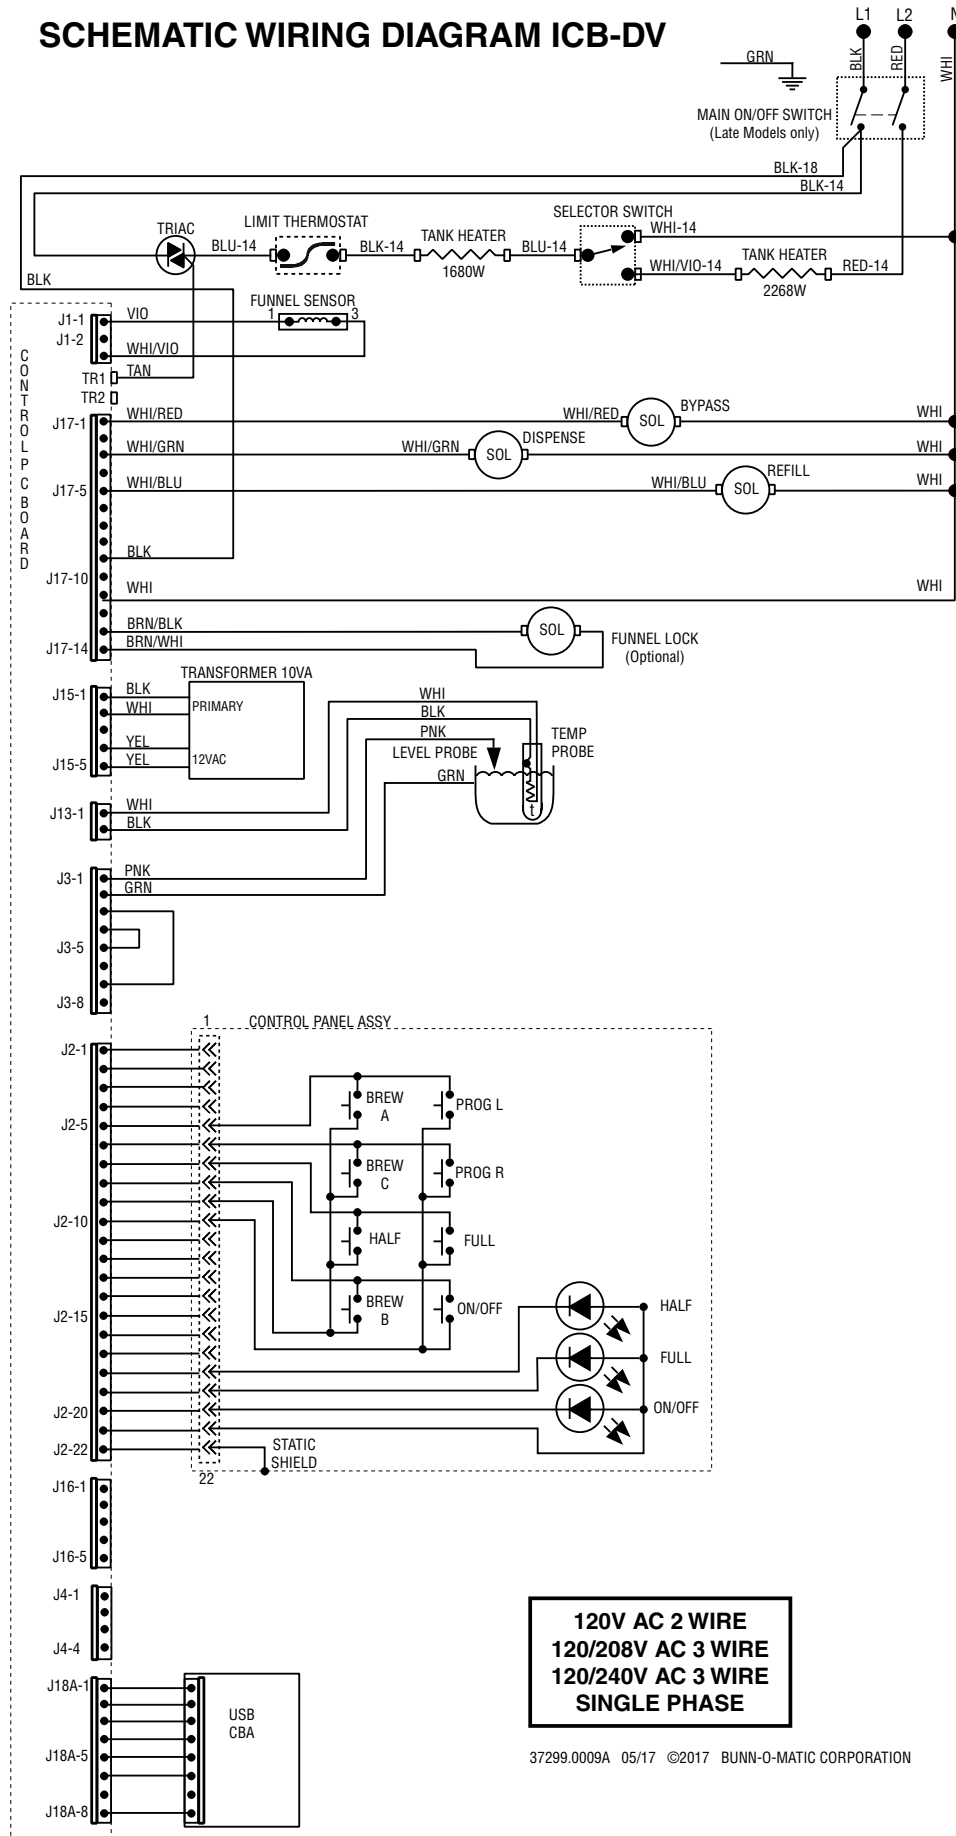 SCHEMATIC WIRING DIAGRAM ICB-DV
L1
L2
N
GRN
BLK
RED
WHI
MAIN ON/OFF SWITCH
(Late Models only)
BLK-18
BLK-14
TRIAC
LIMIT THERMOSTAT
SELECTOR SWITCH
WHI-14
BLU-14
BLK-14
TANK HEATER
1680W
BLU-14
WHI/VIO-14
TANK HEATER
2268W
RED-14
BLK
CONTROL PC BOARD
J1-1
J1-2
VIO
WHI/VIO
FUNNEL SENSOR
1
3
TR1
TAN
TR2
J17-1
WHI/RED
WHI/RED
SOL
BYPASS
WHI
WHI/GRN
WHI/GRN
SOL
DISPENSE
WHI
J17-5
WHI/BLU
WHI/BLU
SOL
REFILL
WHI
BLK
J17-10
WHI
WHI
BRN/BLK
SOL
FUNNEL LOCK
(Optional)
J17-14
BRN/WHI
TRANSFORMER 10VA
J15-1
BLK
WHI
PRIMARY
YEL
J15-5
YEL
12VAC
WHI
BLK
PNK
LEVEL PROBE
TEMP
PROBE
GRN
t
J13-1
WHI
BLK
J3-1
PNK
GRN
J3-5
J3-8
1
CONTROL PANEL ASSY
J2-1
J2-5
BREW
A
PROG L
BREW
C
PROG R
J2-10
HALF
FULL
BREW
B
ON/OFF
J2-15
HALF
FULL
ON/OFF
J2-20
J2-22
STATIC
SHIELD
22
J16-1
J16-5
J4-1
J4-4
J18A-1
J18A-5
J18A-8
USB
CBA
120V AC 2 WIRE
120/208V AC 3 WIRE
120/240V AC 3 WIRE
SINGLE PHASE
37299.0009A 05/17 ©2017 BUNN-O-MATIC CORPORATION